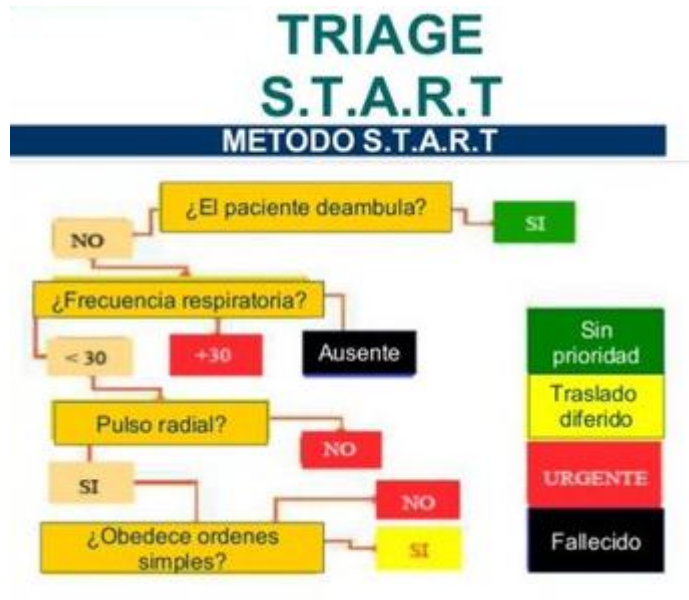 TRIAGE
S.T.A.R.T
METODO S.T.A.R.T
¿El paciente deambula?
SI
NO
¿Frecuencia respiratoria?
< 30
+30
Ausente
Pulso radial?
NO
SI
NO
¿Obedece ordenes
simples?
SI
Sin
prioridad
Traslado
diferido
URGENTE
Fallecido